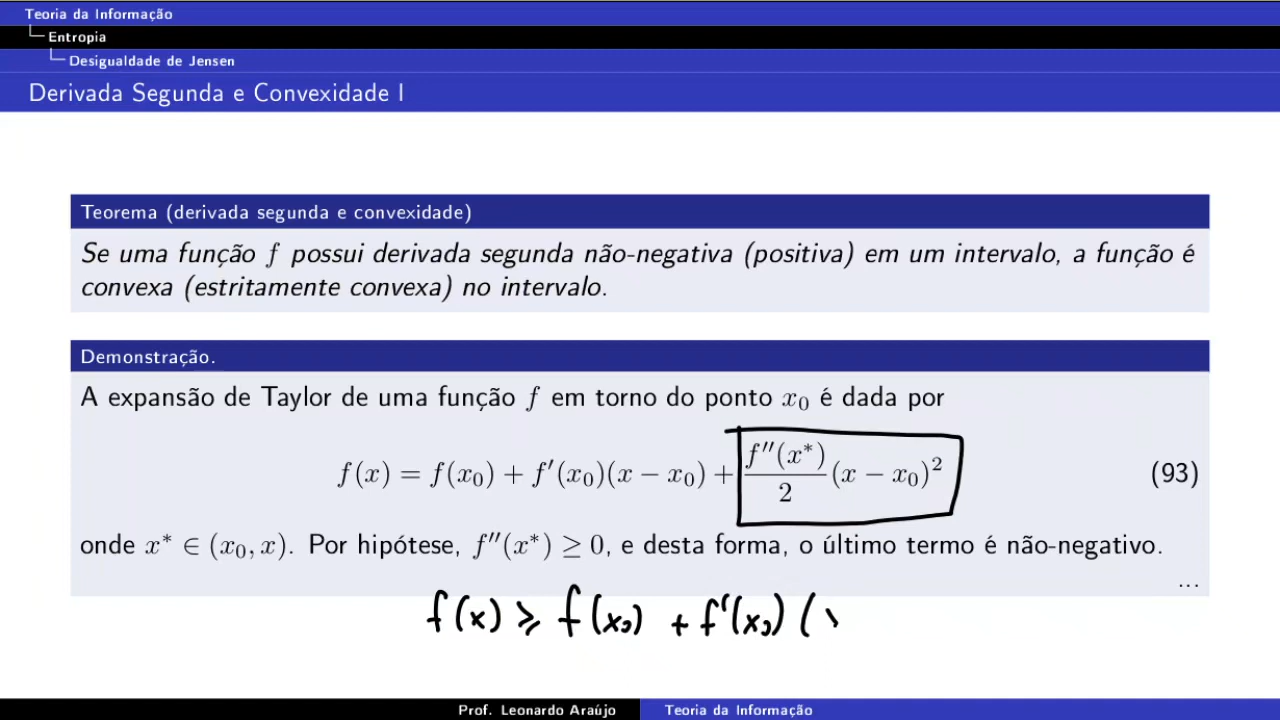 Teoria da Informação
Entropia
Desigualdade de Jensen
Derivada Segunda e Convexidade I
Teorema (derivada segunda e convexidade)
Se uma função f possui derivada segunda não-negativa (positiva) em um intervalo, a função é
convexa (estritamente convexa) no intervalo.
Demonstração.
A expansão de Taylor de uma função f em torno do ponto x₀ é dada por
f(x) = f(x₀) + f′(x₀)(x − x₀) + f″(x*)/2 (x − x₀)² (93)
onde x* ∈ (x₀, x). Por hipótese, f″(x*) ≥ 0, e desta forma, o último termo é não-negativo.
...
f(x) ≥ f(x₀) + f'(x₀) (
Prof. Leonardo Araújo Teoria da Informação